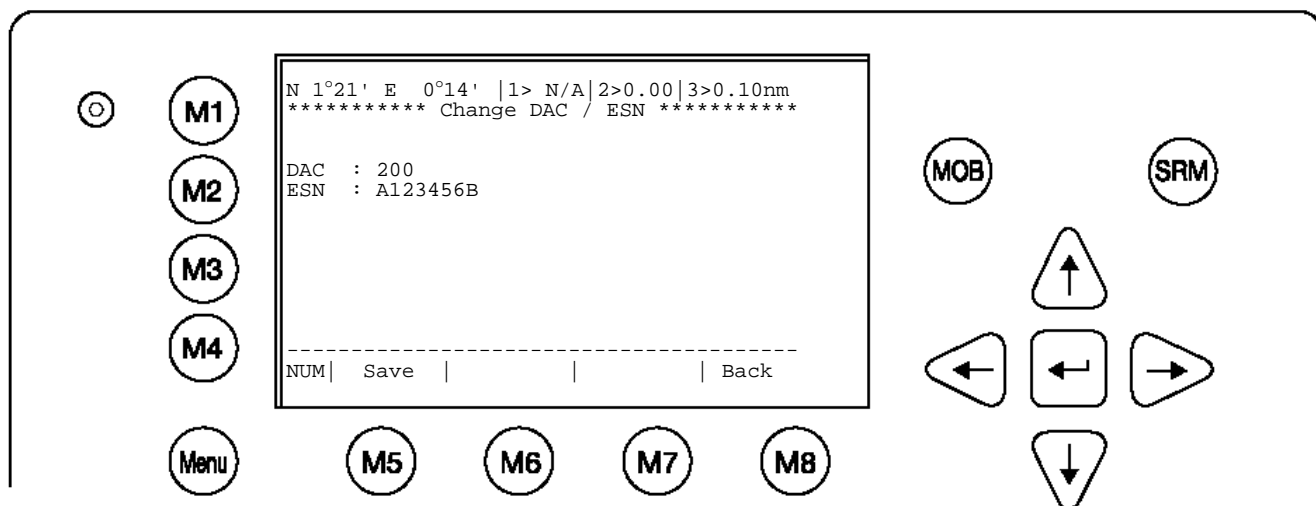 N 1°21' E  0°14' |1> N/A|2>0.00|3>0.10nm
*********** Change DAC / ESN ***********
DAC  : 200
ESN  : A123456B
----------------------------------------
NUM|  Save  |         |         | Back
M1
M2
M3
M4
Menu
M5 M6 M7 M8
MOB SRM